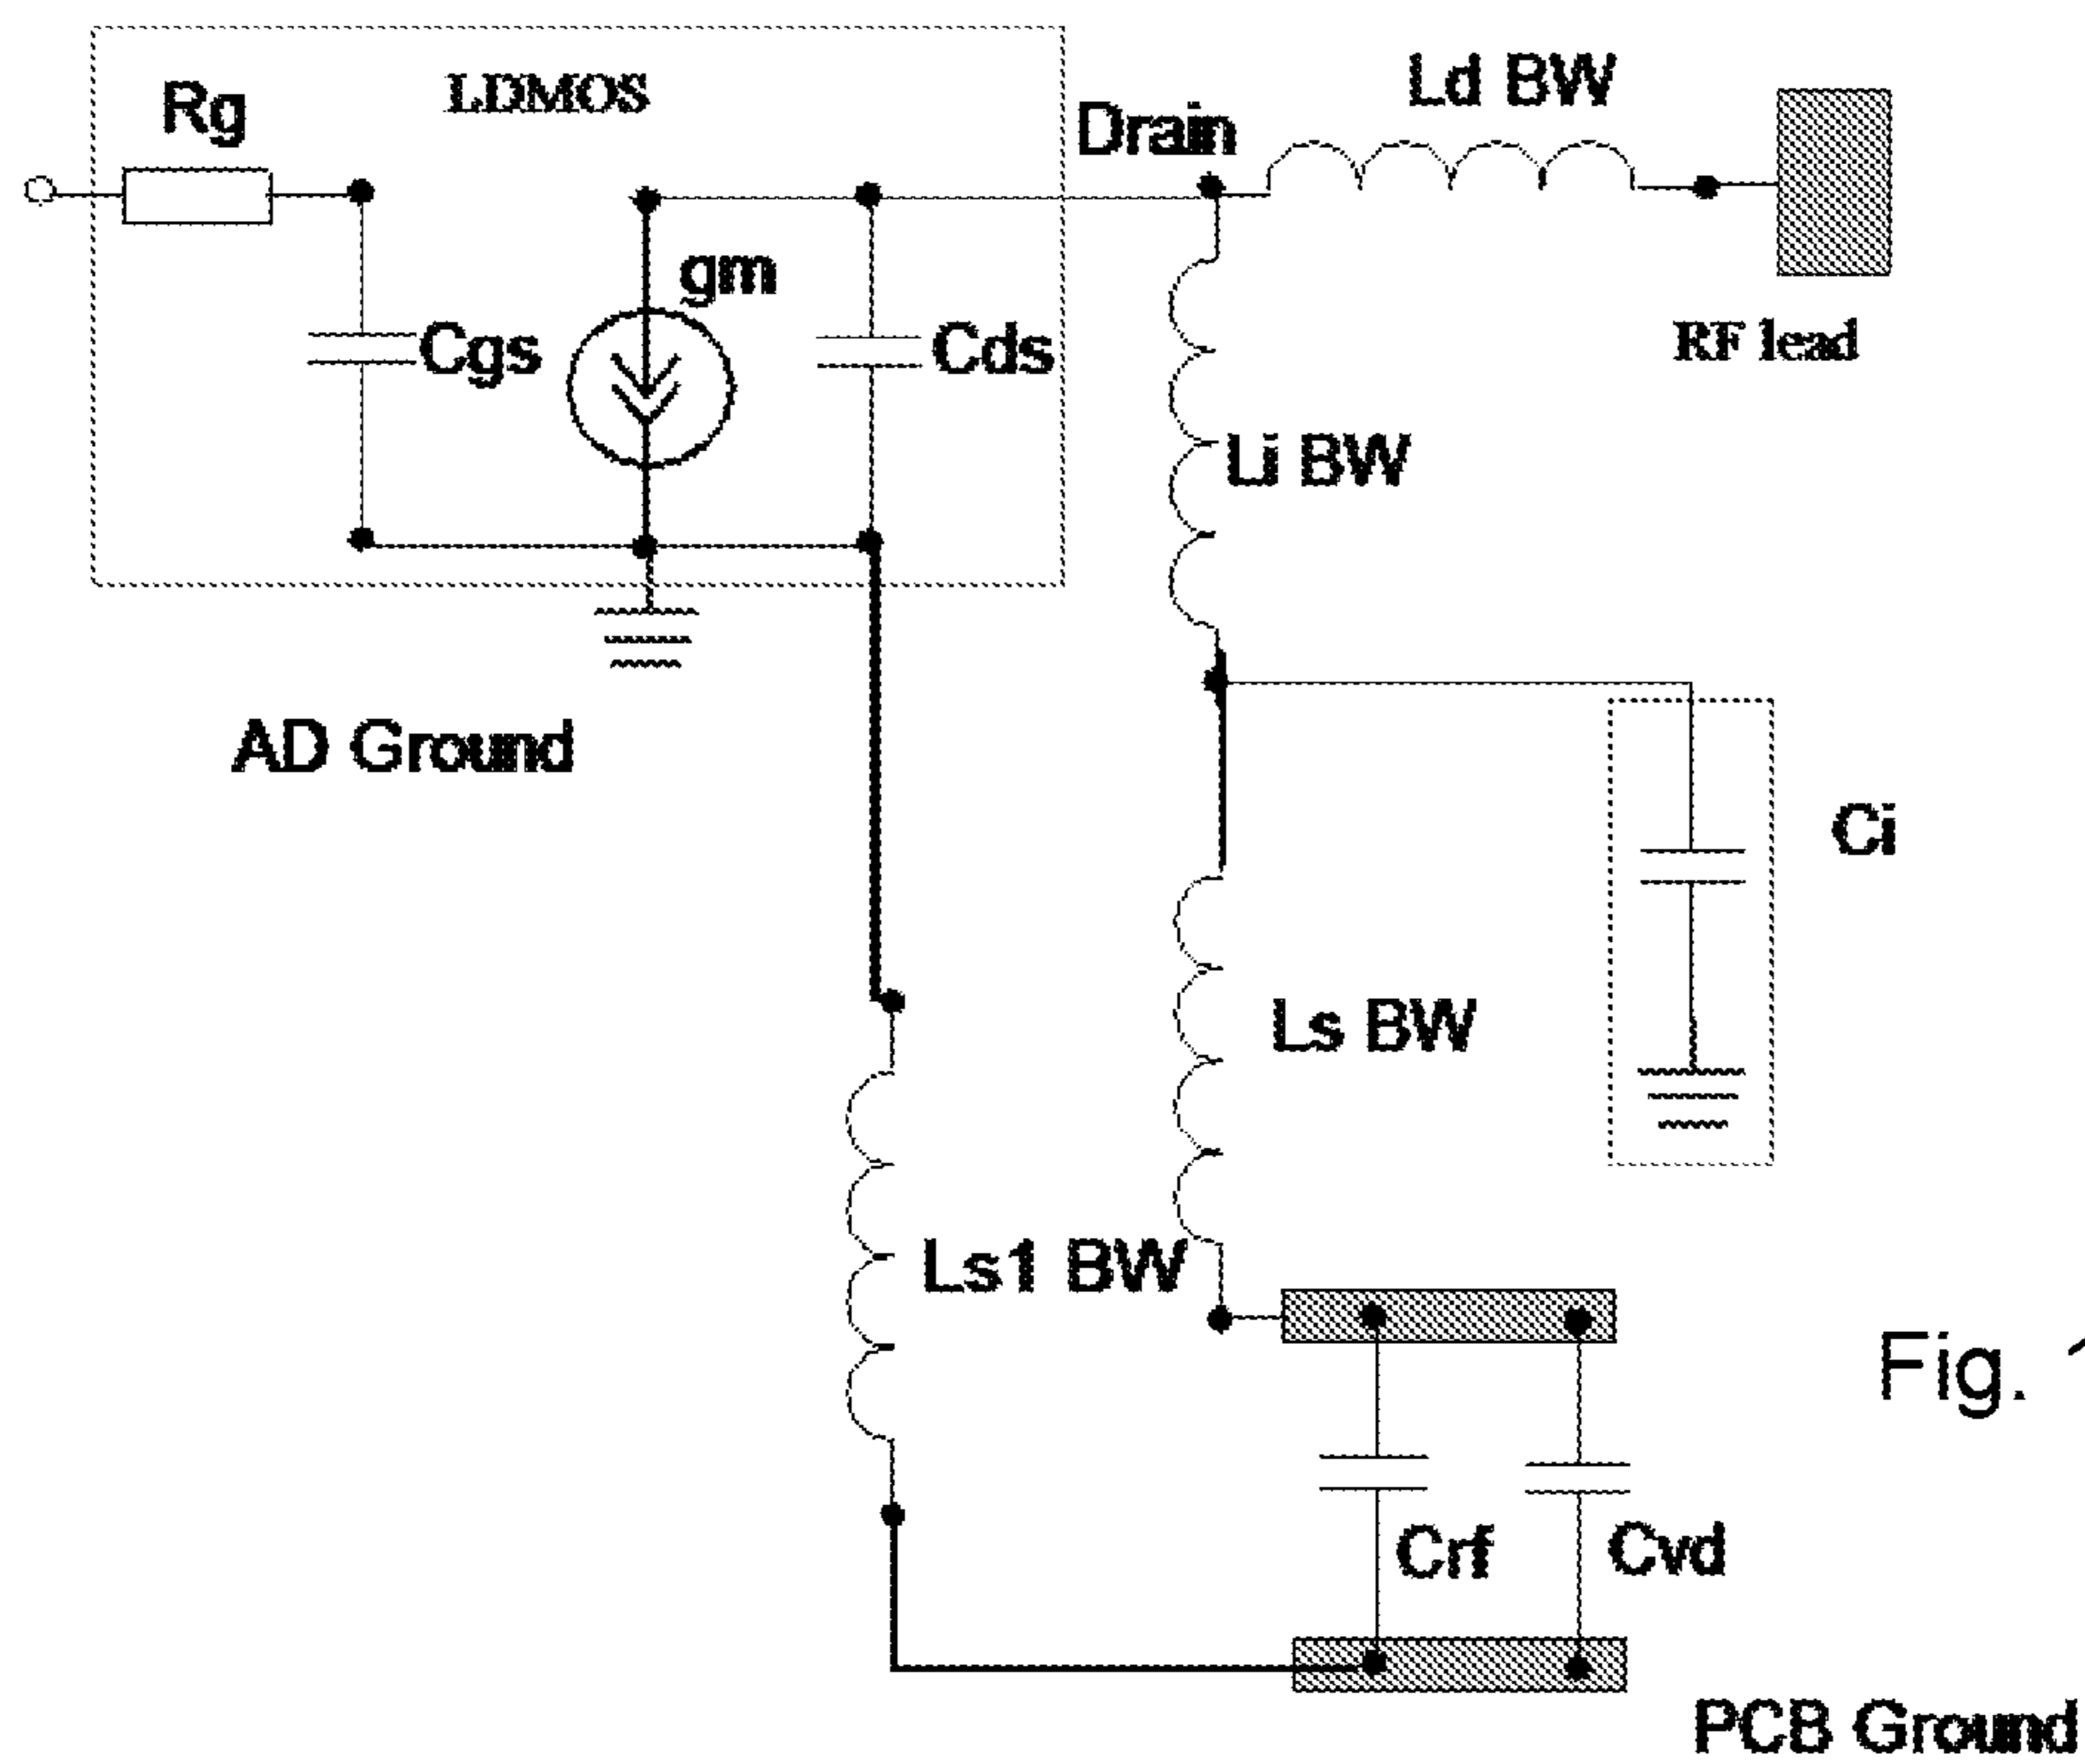 LDMOS
Rg
Drain
Ld BW
gm
Cgs
Cds
RF lead
Li BW
AD Ground
Ci
Ls BW
Ls1 BW
Fig.
Crf
Cvd
PCB Ground